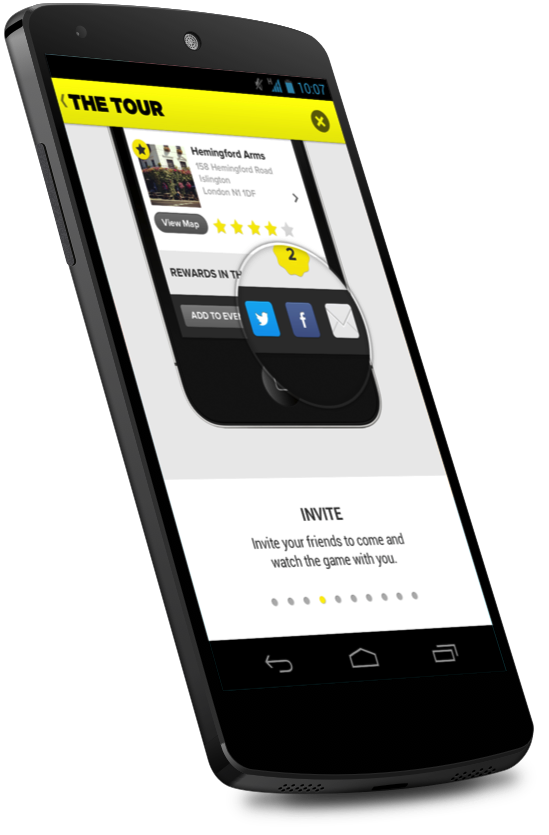 10:07
THE TOUR
Hemingford Arms
158 Hemingford Road
Islington
London N1 1DF
View Map
2
REWARDS IN TH
ADD TO EVE
INVITE
Invite your friends to come and
watch the game with you.